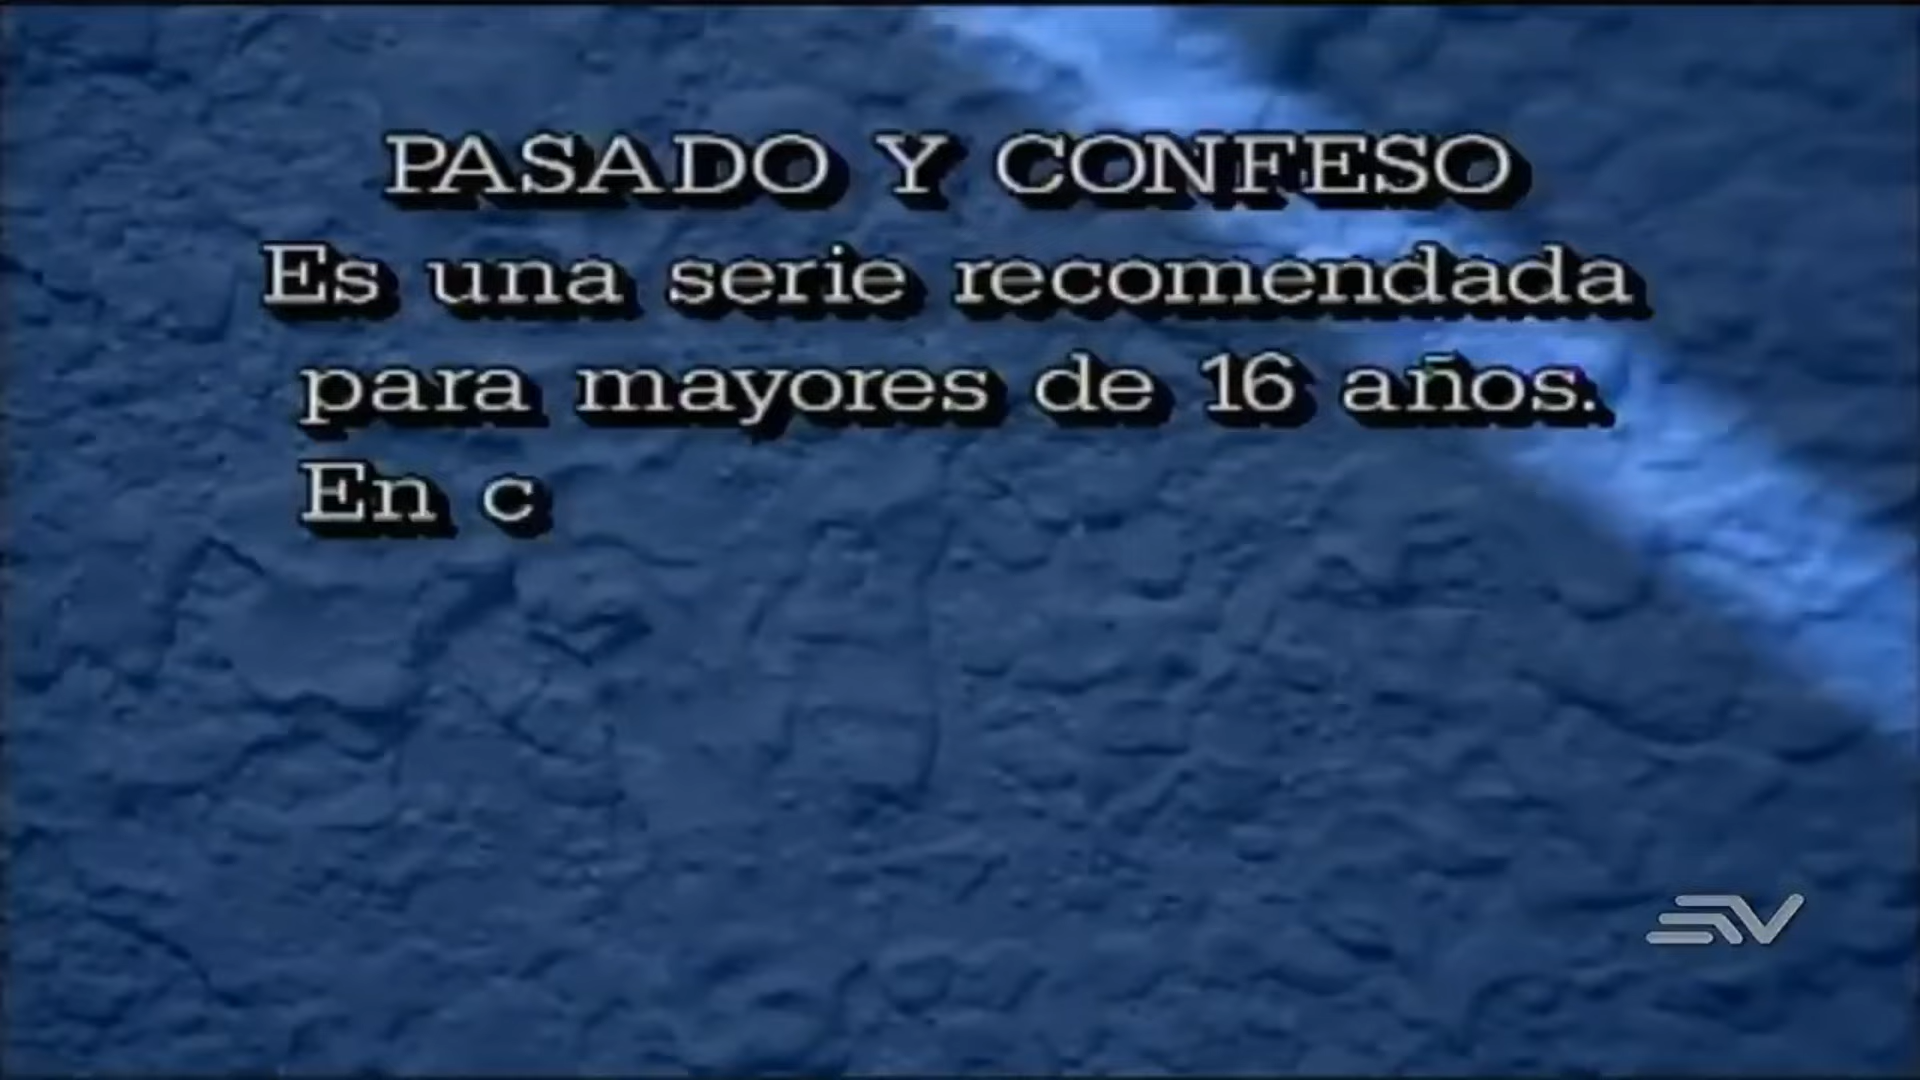 PASADO Y CONFESO
Es una serie recomendada
para mayores de 16 años.
En c